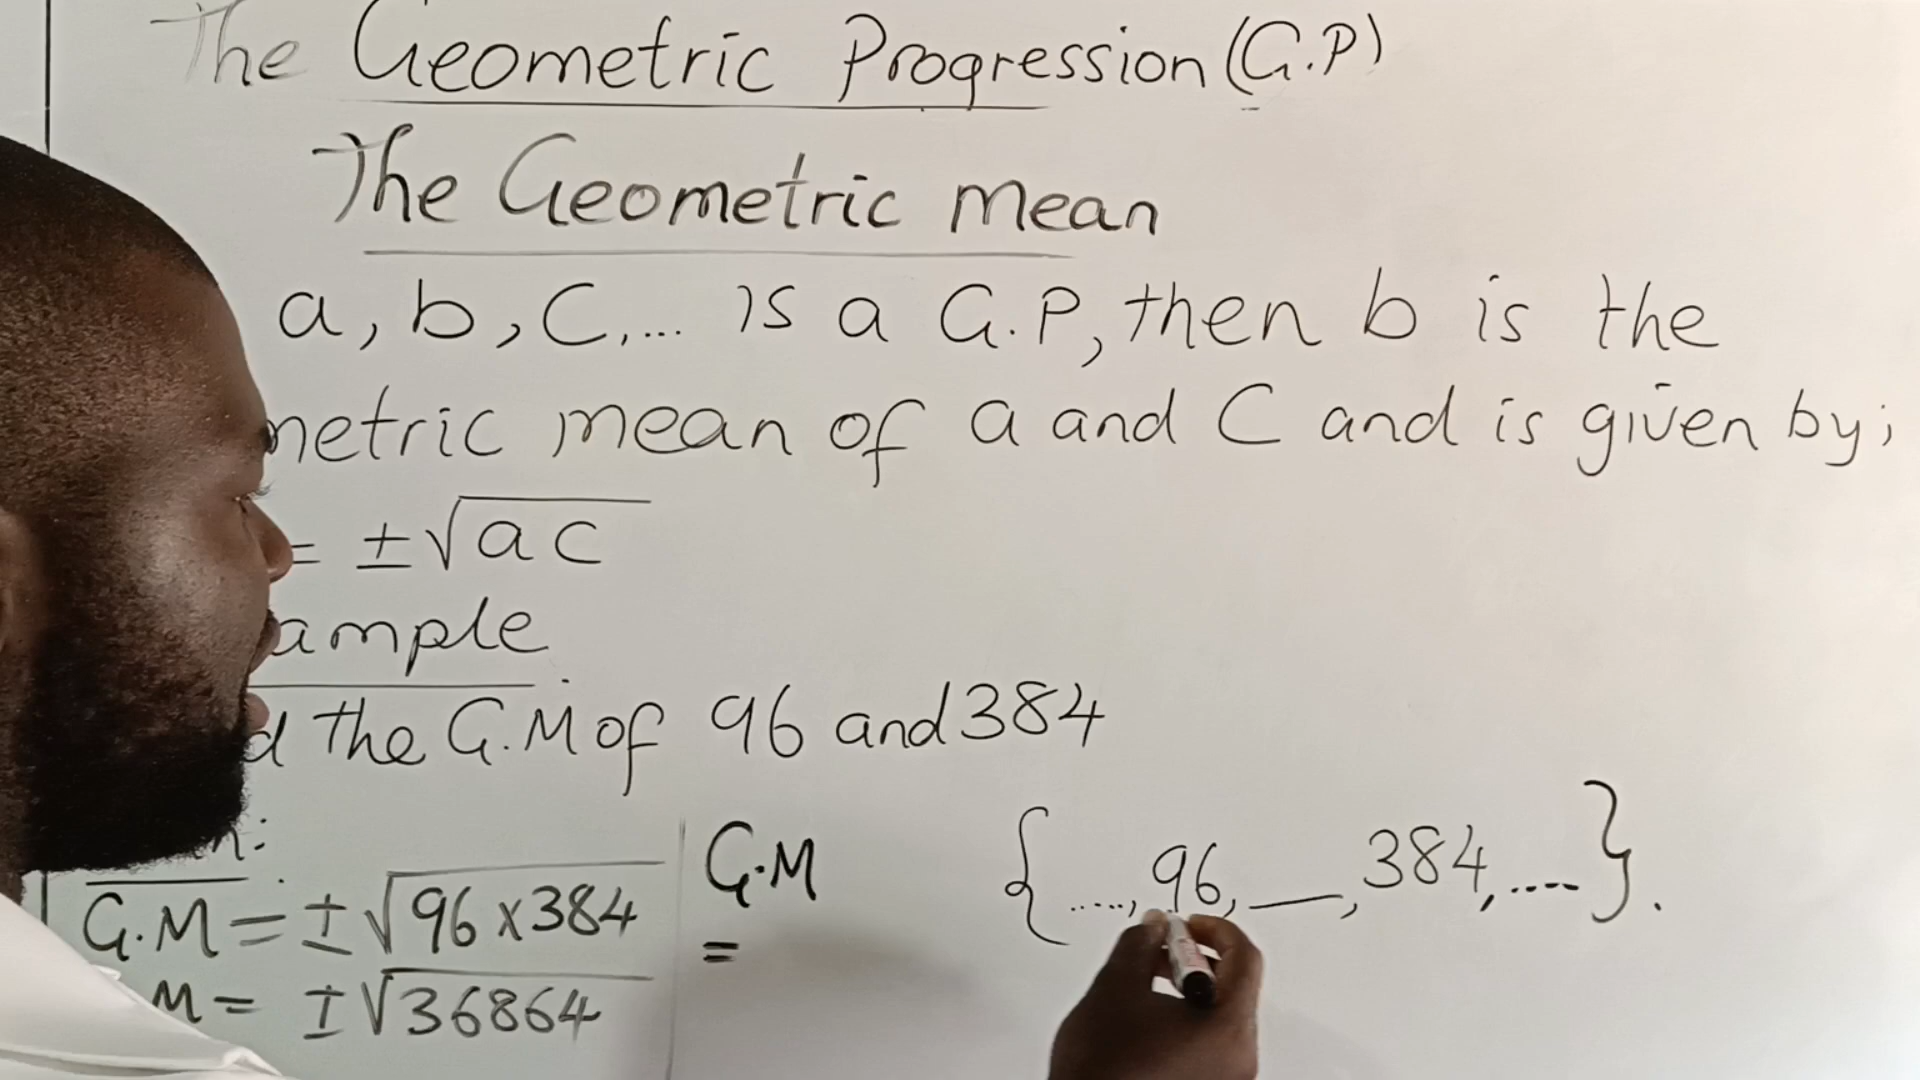 The Geometric Progression (G.P)
The Geometric Mean
a, b, C, ... is a G.P, then b is the
metric mean of a and C and is given by;
= ±√ac
ample
d the G.M of 96 and 384
n:
G.M = ±√96 x 384
M = ±√36864
G.M
=
{ ...., 96, __, 384, .... }.